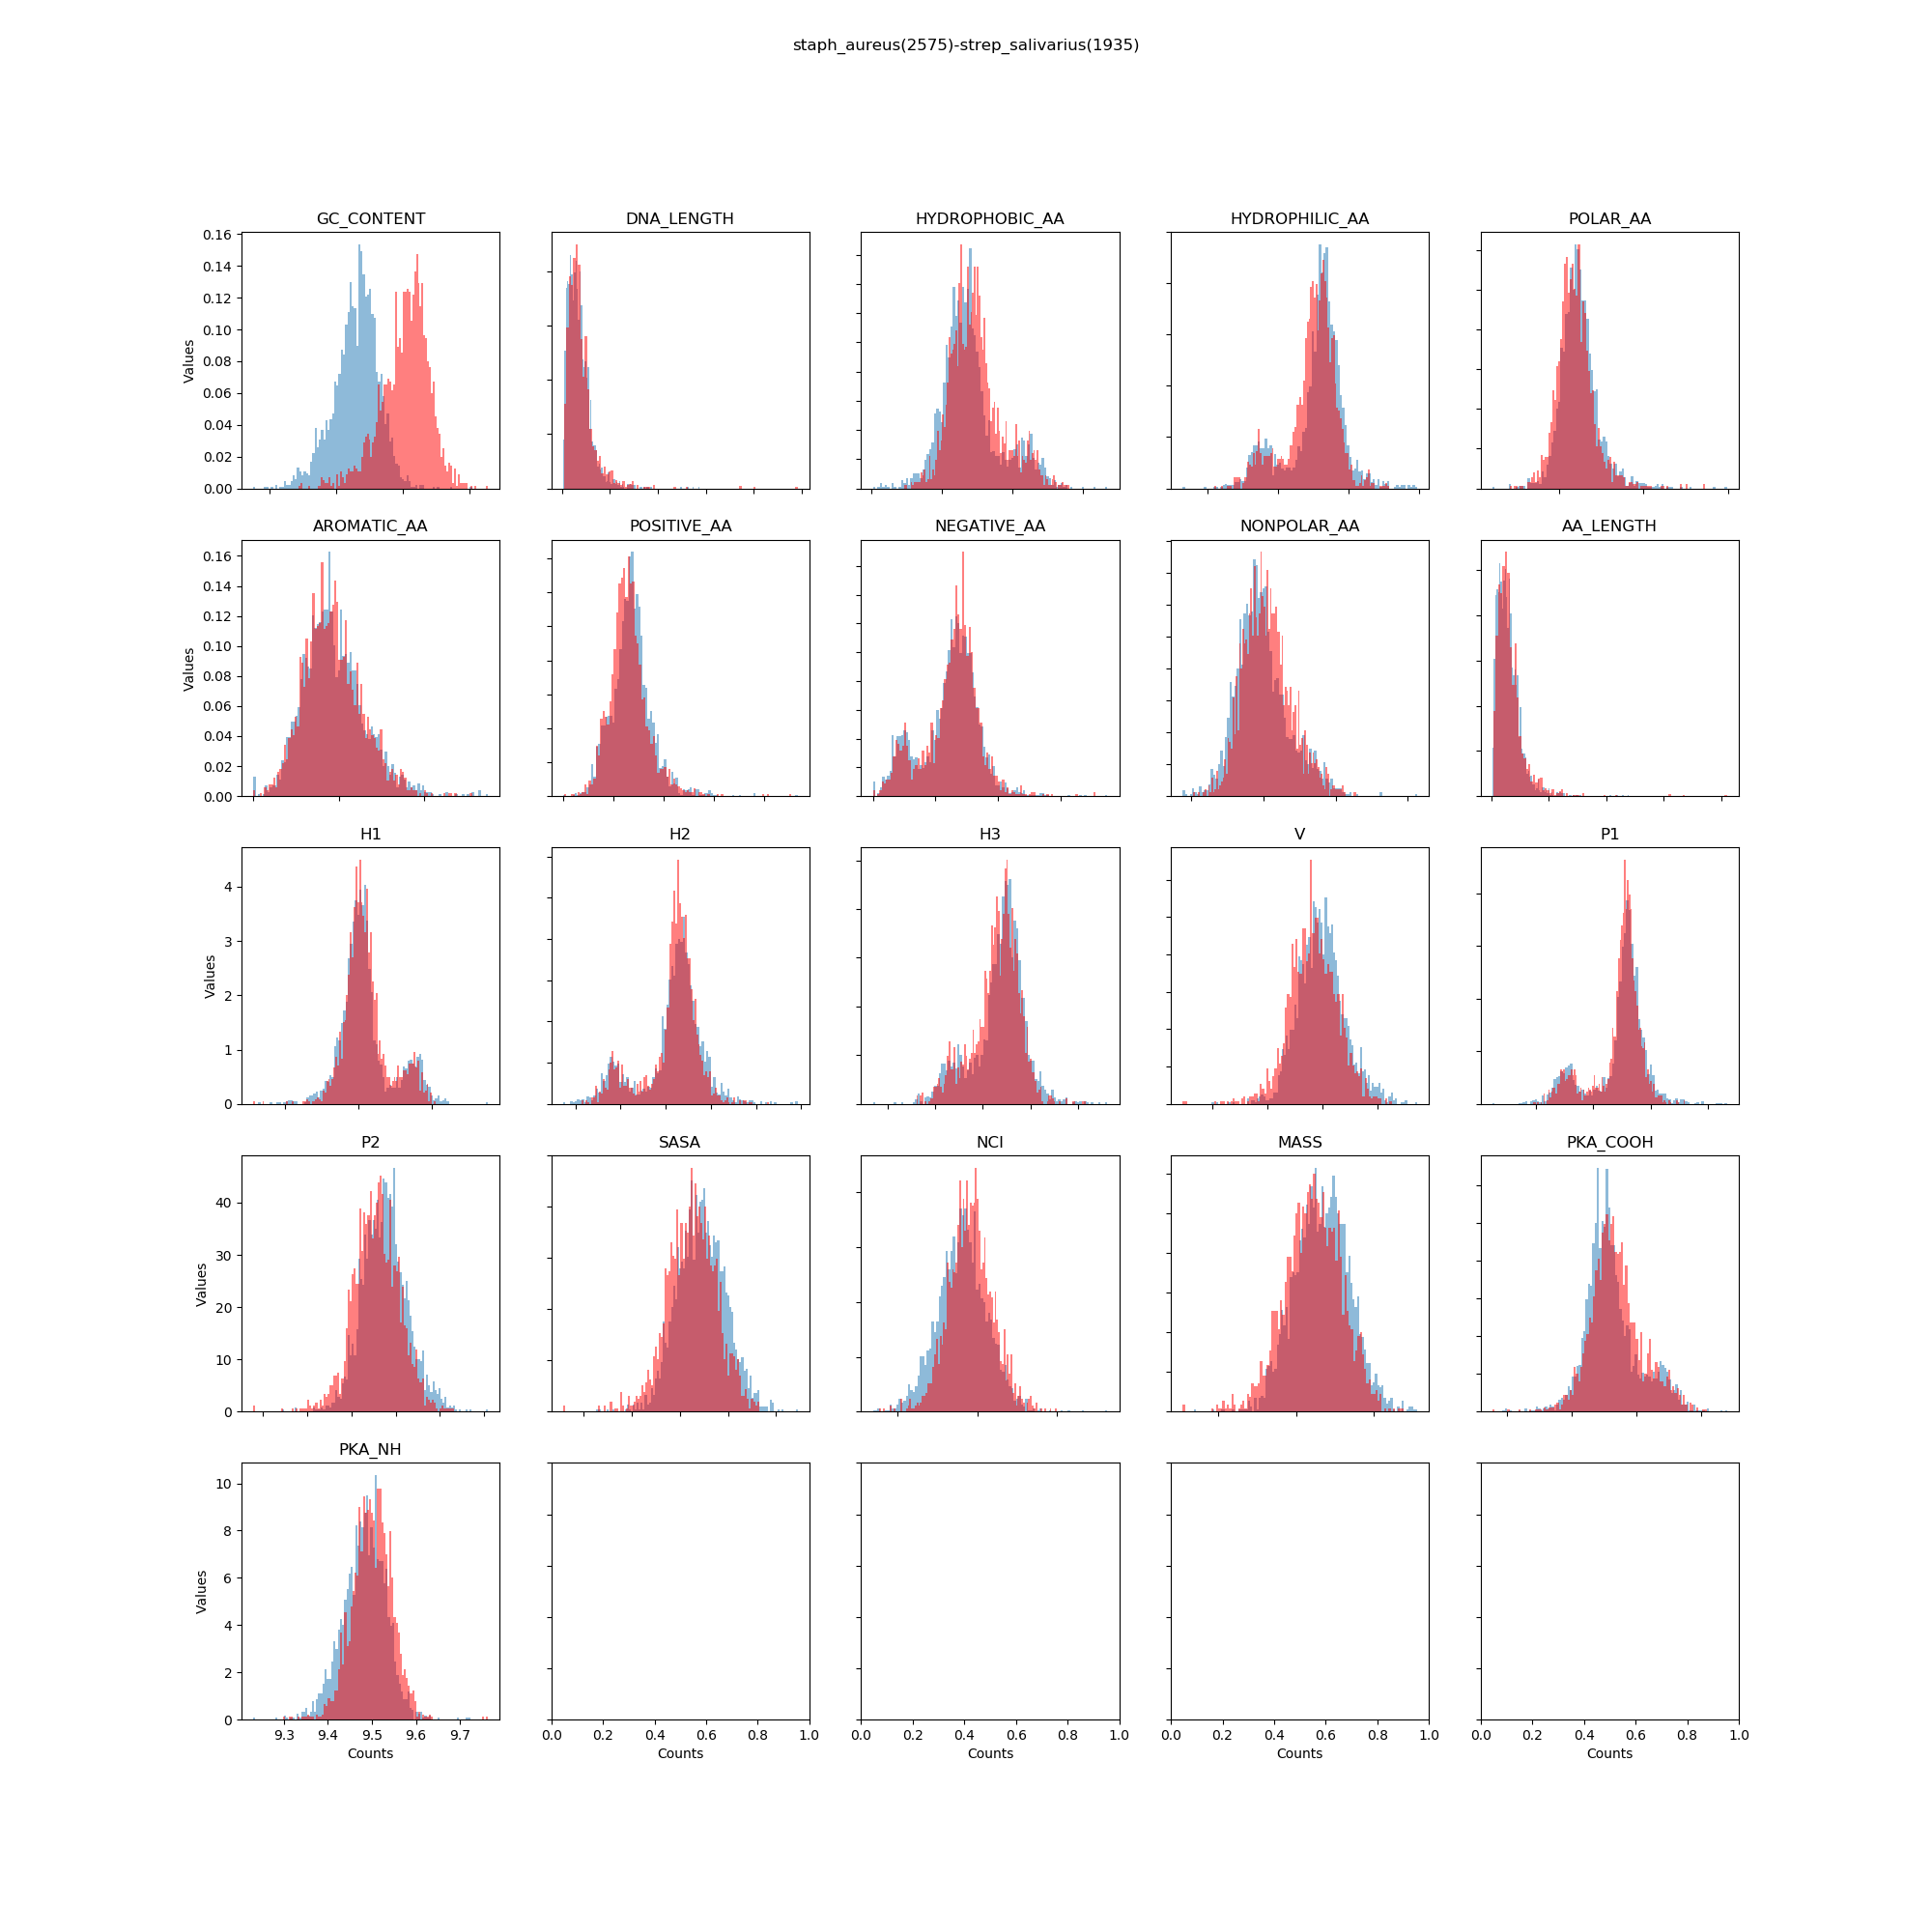 staph_aureus(2575)-strep_salivarius(1935)
GC_CONTENT DNA_LENGTH HYDROPHOBIC_AA HYDROPHILIC_AA POLAR_AA
Values
0.16
0.14
0.12
0.10
0.08
0.06
0.04
0.02
0.00
AROMATIC_AA POSITIVE_AA NEGATIVE_AA NONPOLAR_AA AA_LENGTH
Values
0.16
0.14
0.12
0.10
0.08
0.06
0.04
0.02
0.00
H1 H2 H3 V P1
Values
4
3
2
1
0
P2 SASA NCI MASS PKA_COOH
Values
40
30
20
10
0
PKA_NH
Values
10
8
6
4
2
0
9.3 9.4 9.5 9.6 9.7 0.0 0.2 0.4 0.6 0.8 1.0 0.0 0.2 0.4 0.6 0.8 1.0 0.0 0.2 0.4 0.6 0.8 1.0 0.0 0.2 0.4 0.6 0.8 1.0
Counts Counts Counts Counts Counts